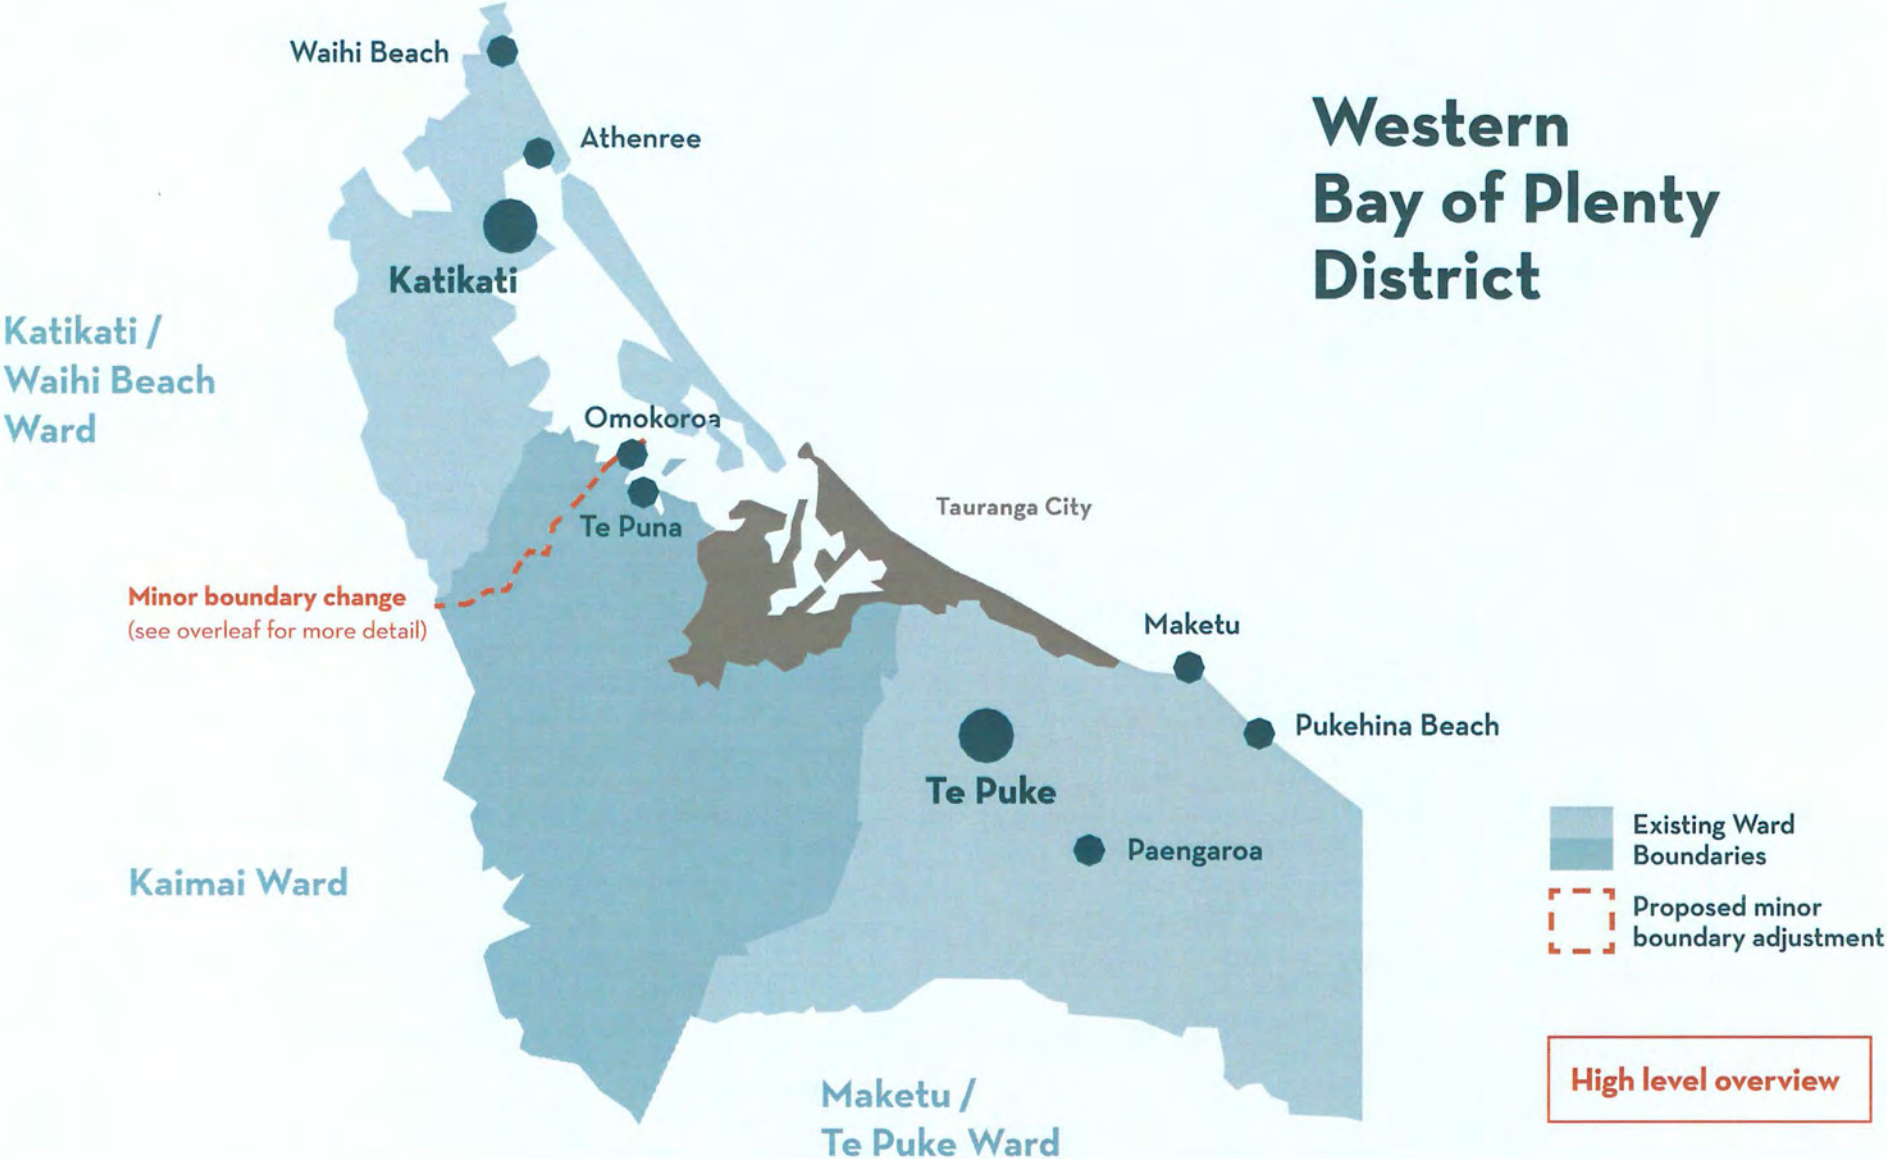 Western
Bay of Plenty
District
Waihi Beach
Athenree
Katikati
Katikati /
Waihi Beach
Ward
Omokoroa
Te Puna
Tauranga City
Minor boundary change
(see overleaf for more detail)
Maketu
Pukehina Beach
Te Puke
Paengaroa
Kaimai Ward
Maketu /
Te Puke Ward
Existing Ward
Boundaries
Proposed minor
boundary adjustment
High level overview